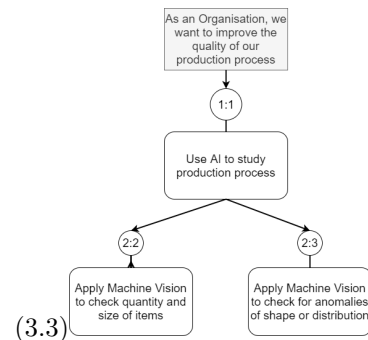 As an Organisation, we
want to improve the
quality of our
production process
1:1
Use AI to study
production process
2:2
2:3
Apply Machine Vision
to check quantity and
size of items
Apply Machine Vision
to check for anomalies
of shape or distribution
(3.3)